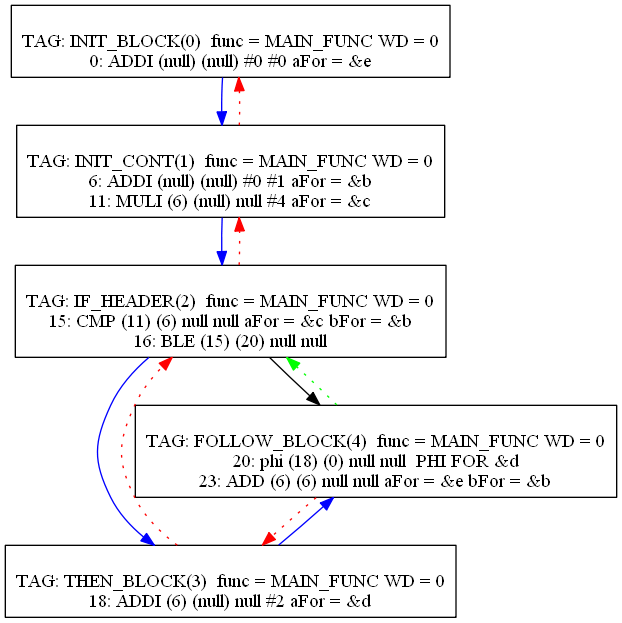 TAG: INIT_BLOCK(0) func = MAIN_FUNC WD = 0
0: ADDI (null) (null) #0 #0 aFor = &e
TAG: INIT_CONT(1) func = MAIN_FUNC WD = 0
6: ADDI (null) (null) #0 #1 aFor = &b
11: MULI (6) (null) null #4 aFor = &c
TAG: IF_HEADER(2) func = MAIN_FUNC WD = 0
15: CMP (11) (6) null null aFor = &c bFor = &b
16: BLE (15) (20) null null
TAG: FOLLOW_BLOCK(4) func = MAIN_FUNC WD = 0
20: phi (18) (0) null null PHI FOR &d
23: ADD (6) (6) null null aFor = &e bFor = &b
TAG: THEN_BLOCK(3) func = MAIN_FUNC WD = 0
18: ADDI (6) (null) null #2 aFor = &d